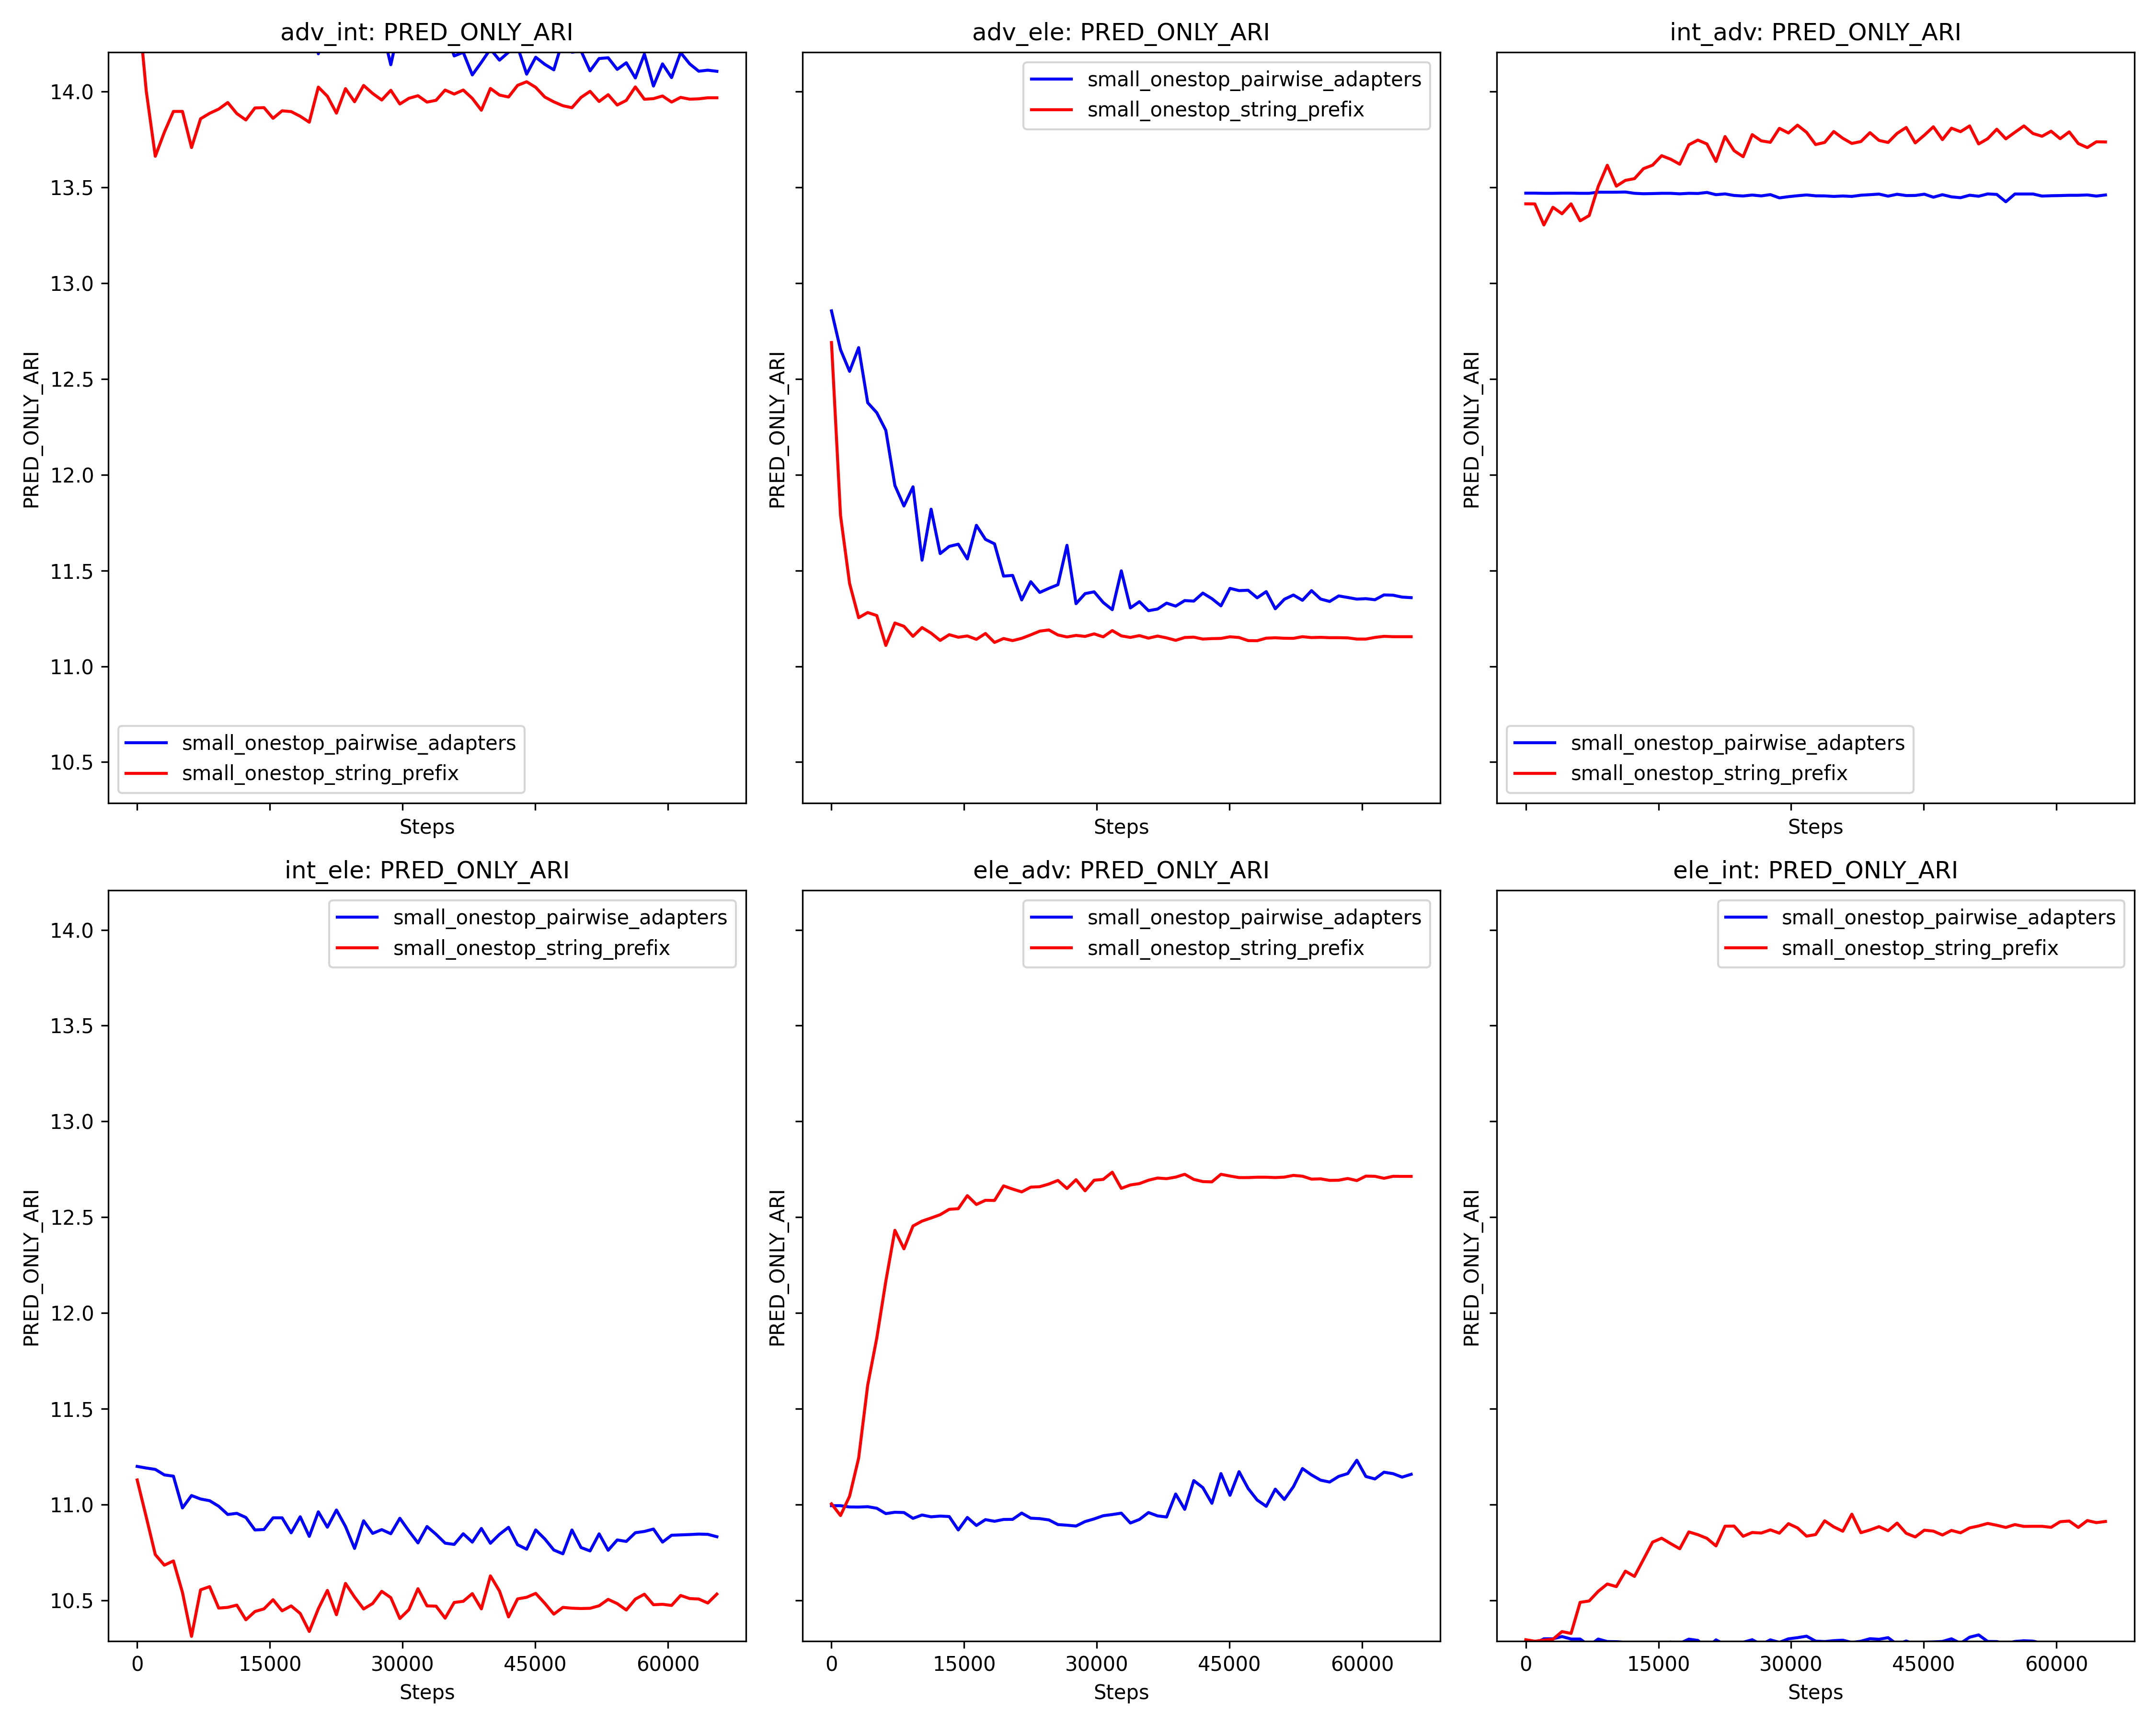 adv_int: PRED_ONLY_ARI
adv_ele: PRED_ONLY_ARI
int_adv: PRED_ONLY_ARI
PRED_ONLY_ARI
14.0
13.5
13.0
12.5
12.0
11.5
11.0
10.5
small_onestop_pairwise_adapters
small_onestop_string_prefix
Steps
PRED_ONLY_ARI
small_onestop_pairwise_adapters
small_onestop_string_prefix
Steps
PRED_ONLY_ARI
small_onestop_pairwise_adapters
small_onestop_string_prefix
Steps
int_ele: PRED_ONLY_ARI
ele_adv: PRED_ONLY_ARI
ele_int: PRED_ONLY_ARI
PRED_ONLY_ARI
14.0
13.5
13.0
12.5
12.0
11.5
11.0
10.5
small_onestop_pairwise_adapters
small_onestop_string_prefix
0 15000 30000 45000 60000
Steps
PRED_ONLY_ARI
small_onestop_pairwise_adapters
small_onestop_string_prefix
0 15000 30000 45000 60000
Steps
PRED_ONLY_ARI
small_onestop_pairwise_adapters
small_onestop_string_prefix
0 15000 30000 45000 60000
Steps